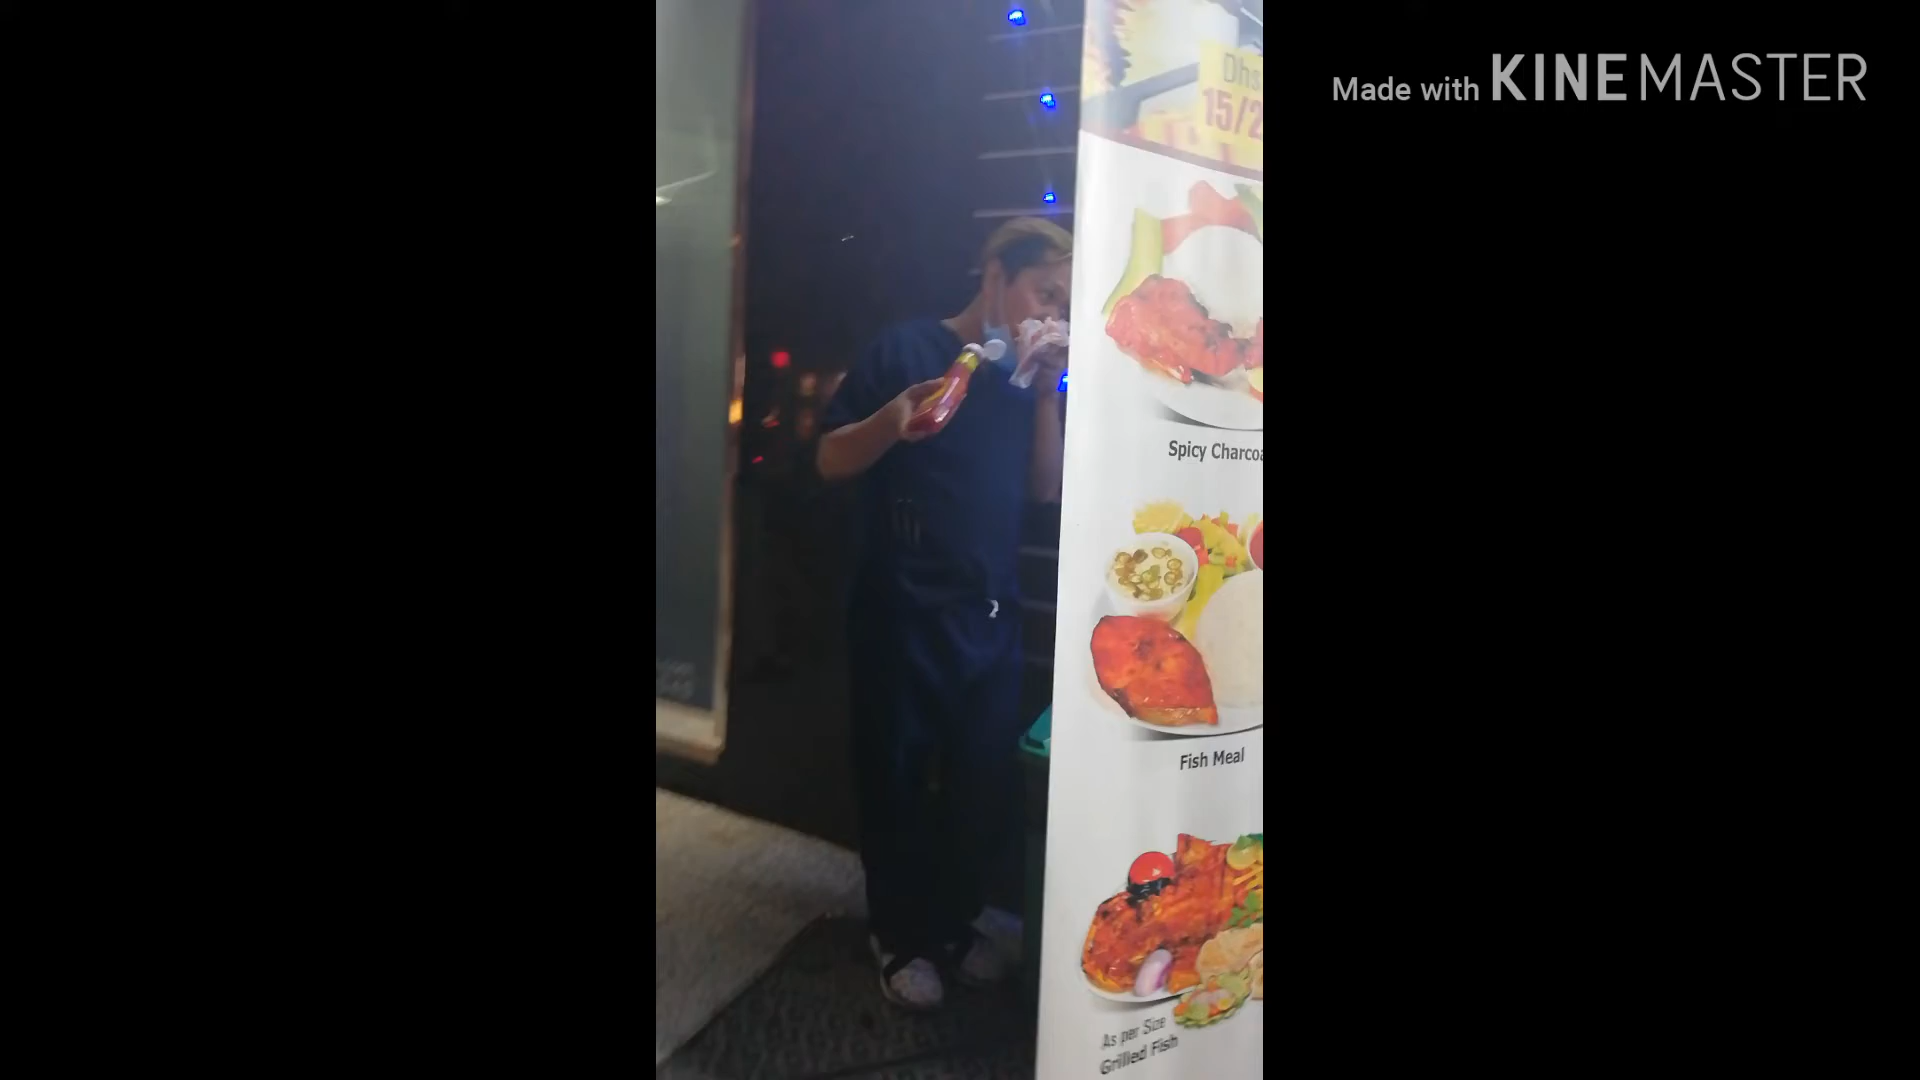 Made with KINEMASTER
Dhs
15/2
Spicy Charcoa
Fish Meal
As per Size
Grilled Fish